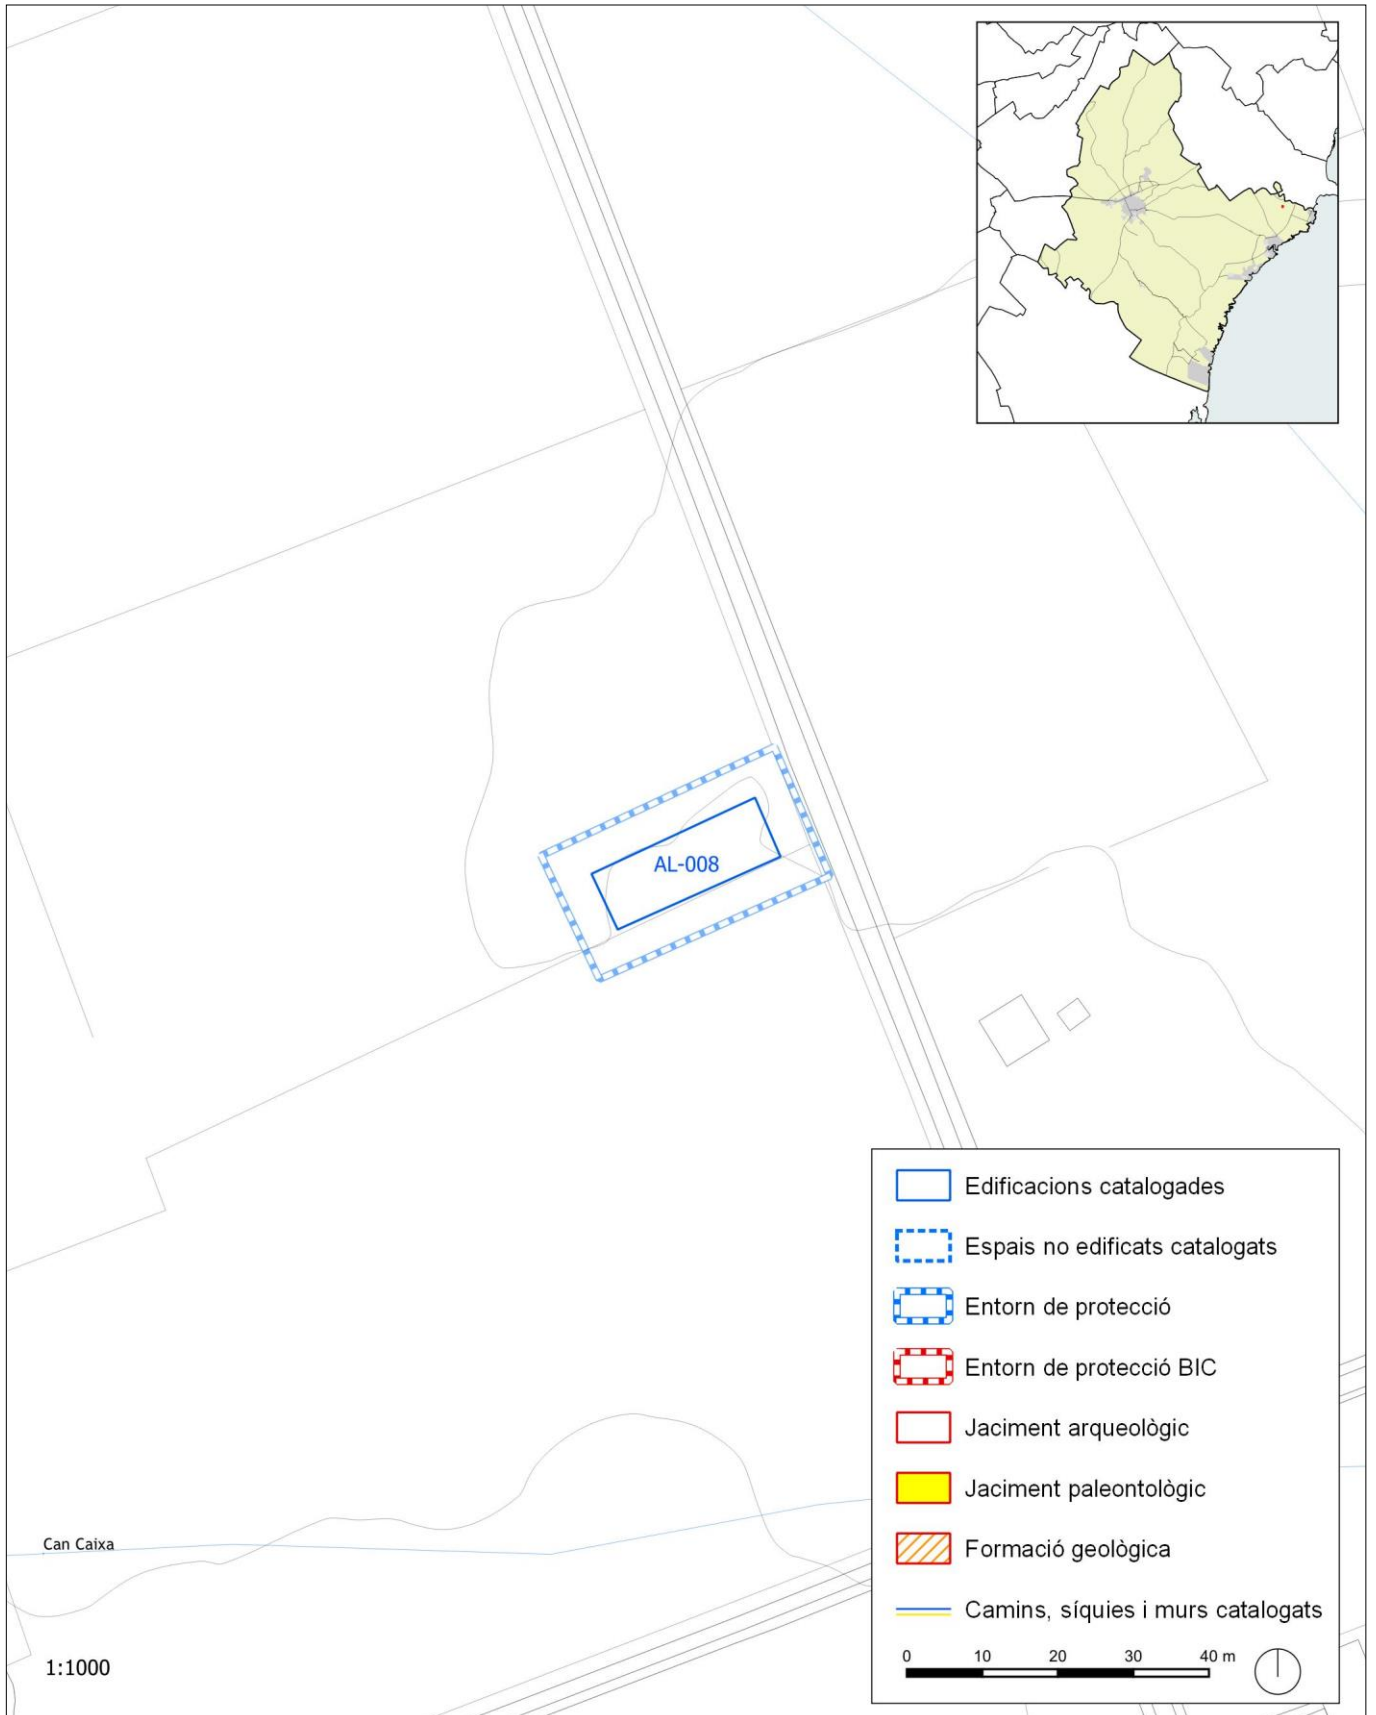 AL-008
Edificacions catalogades
Espais no edificats catalogats
Entorn de protecció
Entorn de protecció BIC
Jaciment arqueològic
Jaciment paleontològic
Formació geològica
Camins, síquies i murs catalogats
0 10 20 30 40 m
Can Caixa
1:1000